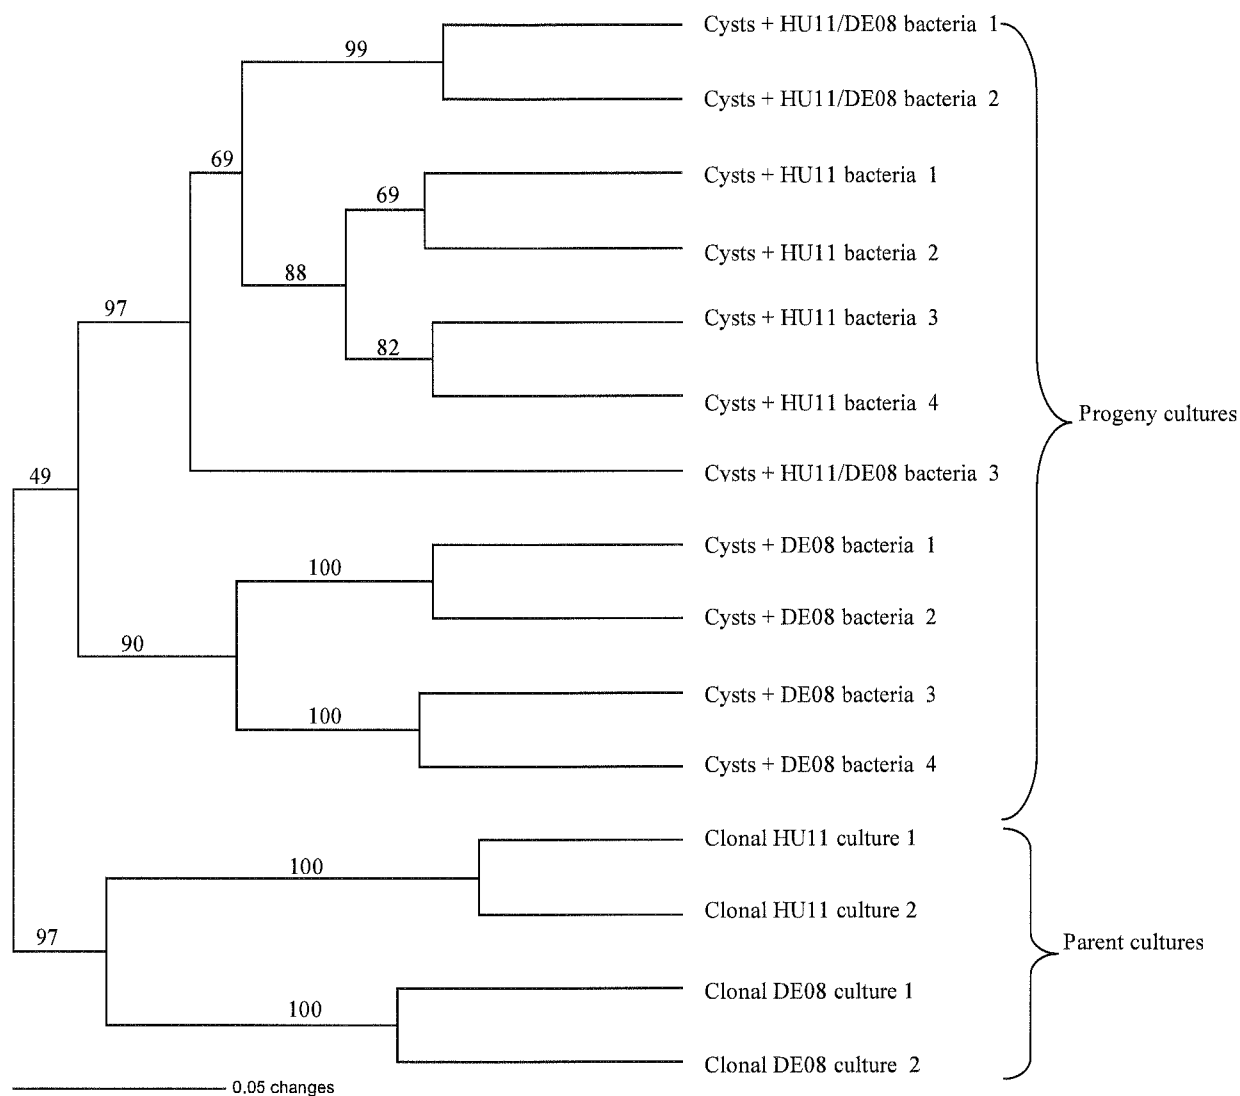 Cysts + HU11/DE08 bacteria 1
99
Cysts + HU11/DE08 bacteria 2
69
Cysts + HU11 bacteria 1
69
Cysts + HU11 bacteria 2
88
Cysts + HU11 bacteria 3
97
82
Cysts + HU11 bacteria 4
Progeny cultures
Cysts + HU11/DE08 bacteria 3
49
Cysts + DE08 bacteria 1
100
Cysts + DE08 bacteria 2
90
Cysts + DE08 bacteria 3
100
Cysts + DE08 bacteria 4
Clonal HU11 culture 1
100
Clonal HU11 culture 2
97
Parent cultures
Clonal DE08 culture 1
100
Clonal DE08 culture 2
0.05 changes